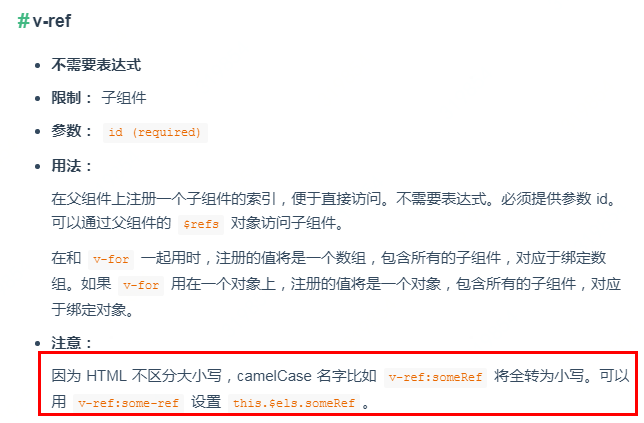 #v-ref
不需要表达式
限制： 子组件
参数： id (required)
用法：
在父组件上注册一个子组件的索引，便于直接访问。不需要表达式。必须提供参数 id。
可以通过父组件的 $refs 对象访问子组件。
在和 v-for 一起用时，注册的值将是一个数组，包含所有的子组件，对应于绑定数
组。如果 v-for 用在一个对象上，注册的值将是一个对象，包含所有的子组件，对应
于绑定对象。
注意：
因为 HTML 不区分大小写，camelCase 名字比如 v-ref:someRef 将全转为小写。可以
用 v-ref:some-ref 设置 this.$els.someRef 。